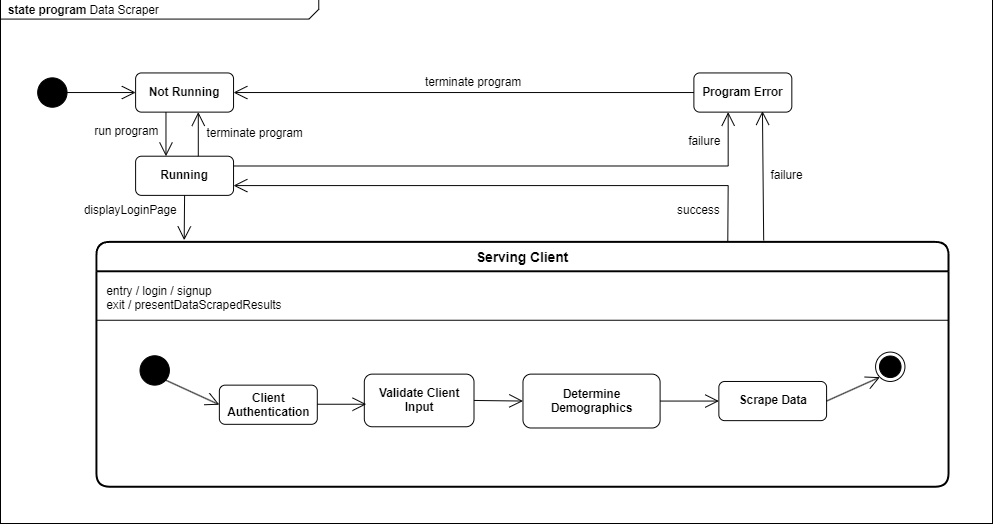 state program Data Scraper
terminate program
Not Running
Program Error
run program
terminate program
failure
Running
failure
displayLoginPage
success
Serving Client
entry / login / signup
exit / presentDataScrapedResults
Client
Authentication
Validate Client
Input
Determine
Demographics
Scrape Data